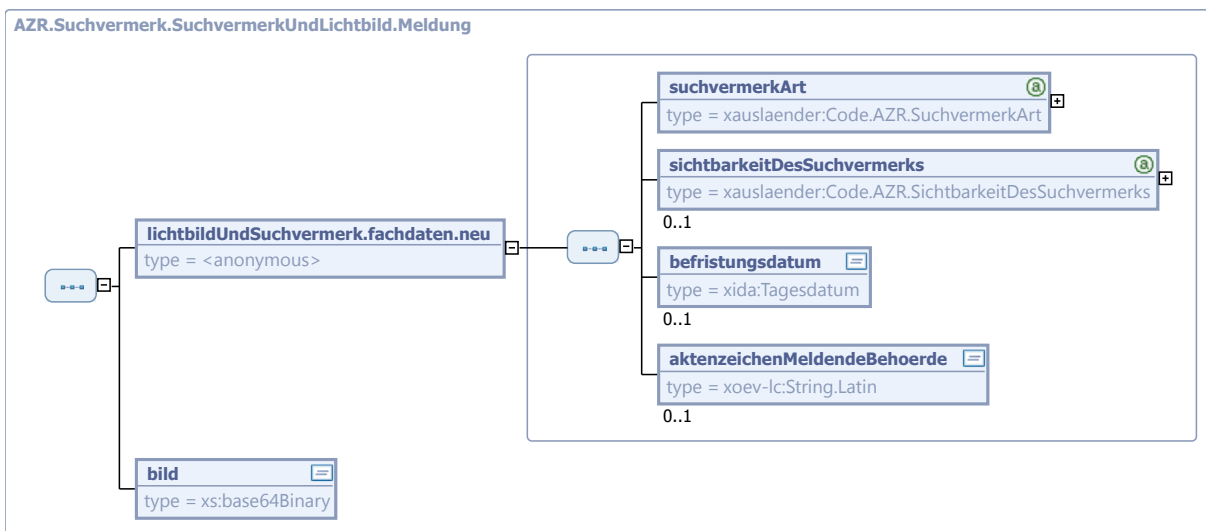 AZR.Suchvermerk.SuchvermerkUndLichtbild.Meldung
lichtbildUndSuchvermerk.fachdaten.neu
type = <anonymous>
suchvermerkArt
type = xauslaender:Code.AZR.SuchvermerkArt
sichtbarkeitDesSuchvermerks
type = xauslaender:Code.AZR.SichtbarkeitDesSuchvermerks
0..1
befristungsdatum
type = xida:Tagesdatum
0..1
aktenzeichenMeldendeBehoerde
type = xoev-lc:String.Latin
0..1
bild
type = xs:base64Binary